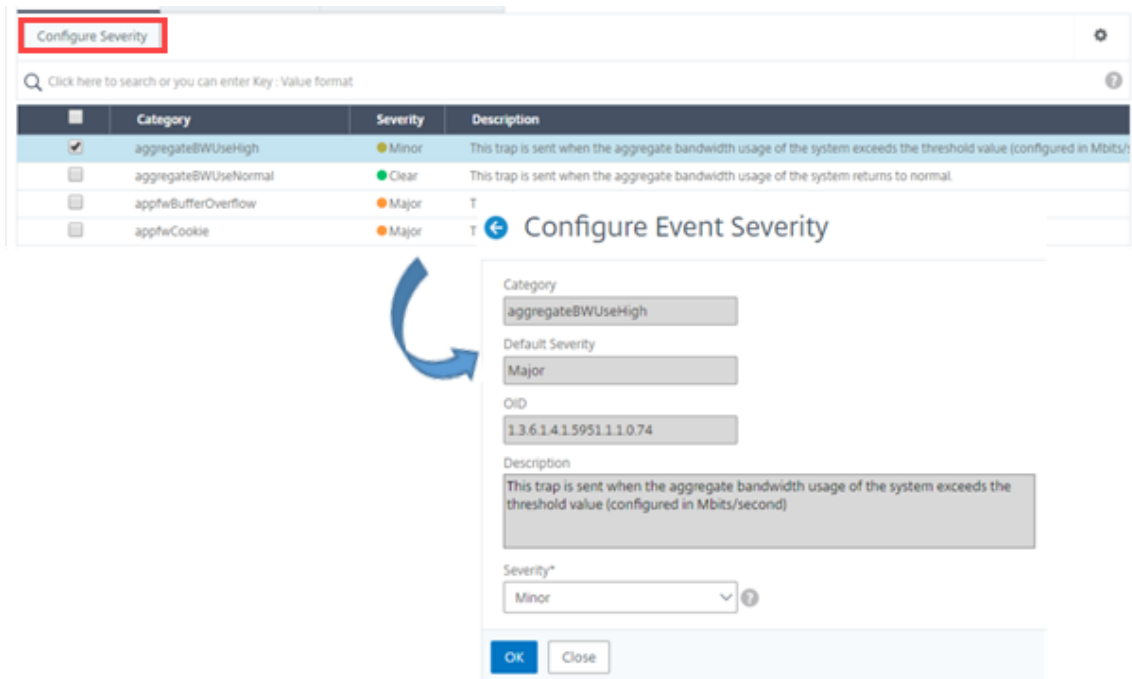 Configure Severity
Click here to search or you can enter Key : Value format
Category Severity Description
aggregateBWUseHigh Minor This trap is sent when the aggregate bandwidth usage of the system exceeds the threshold value (configured in Mbits/
aggregateBWUseNormal Clear This trap is sent when the aggregate bandwidth usage of the system returns to normal.
appfwBufferOverflow Major T
appfwCookie Major T
Configure Event Severity
Category
aggregateBWUseHigh
Default Severity
Major
OID
1.3.6.1.4.1.5951.1.1.0.74
Description
This trap is sent when the aggregate bandwidth usage of the system exceeds the
threshold value (configured in Mbits/second)
Severity*
Minor
OK Close